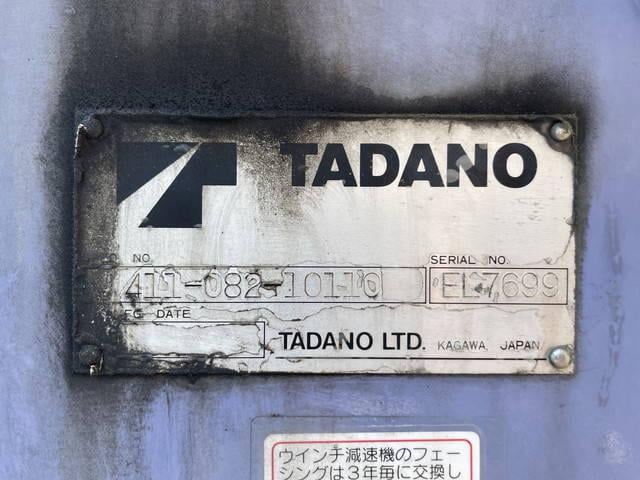 TADANO
NO.
411-082-10110
SERIAL NO.
EL7699
FG DATE
TADANO LTD. KAGAWA, JAPAN
ウインチ減速機のフェー
シングは3年毎に交換し